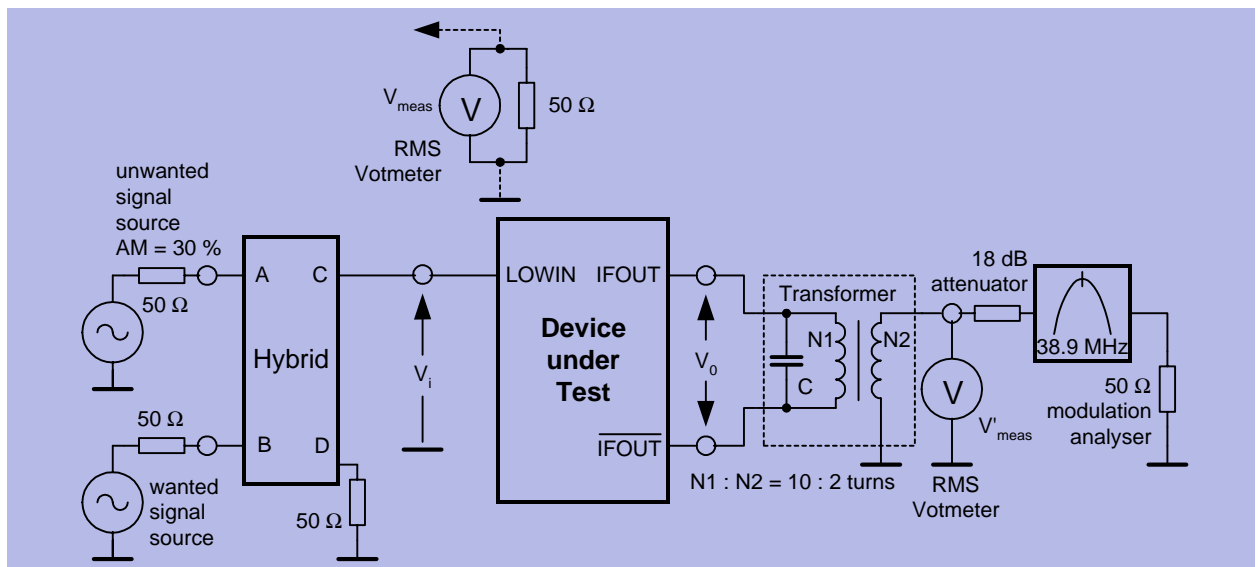 V meas
V
50 Ω
RMS
Votmeter
unwanted
signal
source
AM = 30 %
50 Ω
A
C
Hybrid
B
D
50 Ω
wanted
signal
source
50 Ω
Vi
LOWIN
IFOUT
Device
under
Test
IFOUT
V0
Transformer
N1
N2
C
N1 : N2 = 10 : 2 turns
18 dB
attenuator
V
V'meas
RMS
Votmeter
38.9 MHz
50 Ω
modulation
analyser